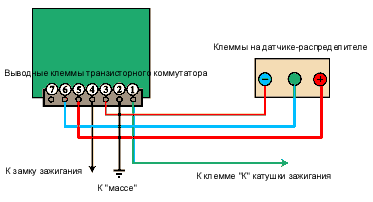 Клеммы на датчике-распределителе
Выводные клеммы транзисторного коммутатора
7 6 5 4 3 2 1
− +
К замку зажигания
К "массе"
К клемме "К" катушки зажигания